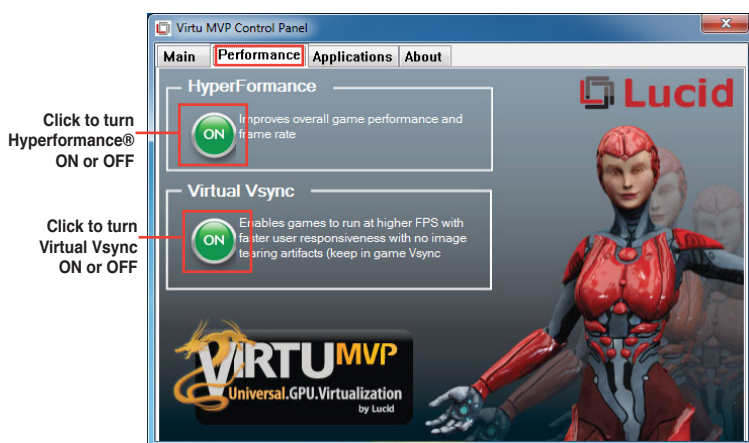 Virtu MVP Control Panel
Main Performance Applications About
HyperFormance
Lucid
Click to turn
Hyperformance®
ON or OFF
ON
Improves overall game performance and
frame rate
Virtual Vsync
Click to turn
Virtual Vsync
ON or OFF
ON
Enables games to run at higher FPS with
faster user responsiveness with no image
tearing artifacts (keep in game Vsync
VIRTUMVP
Universal.GPU.Virtualization
by Lucid